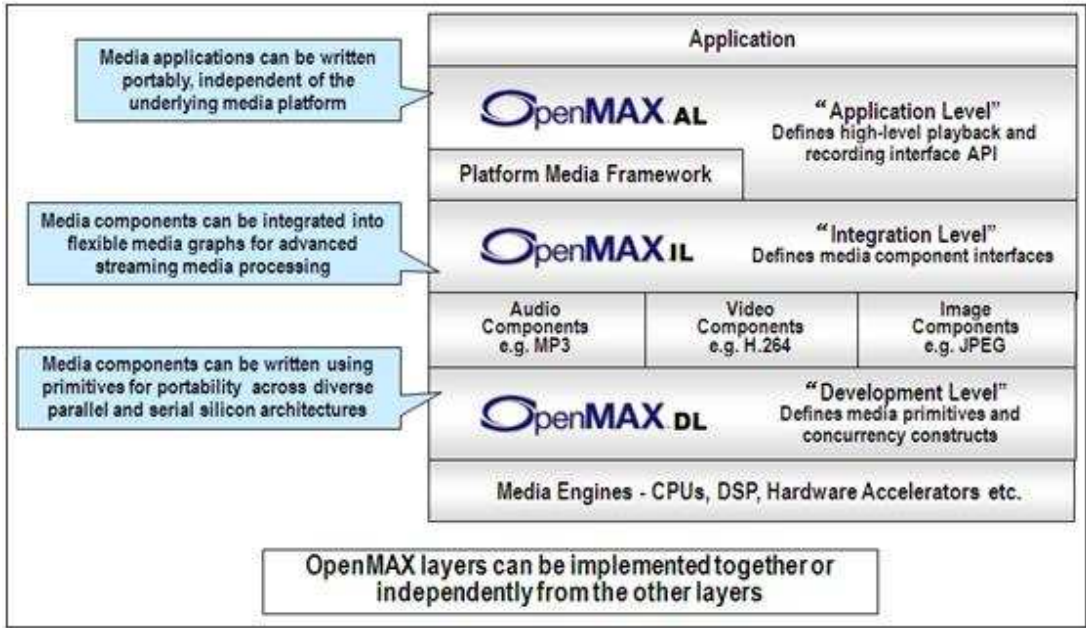 Application
Media applications can be written
portably, independent of the
underlying media platform
OpenMAX AL
“Application Level”
Defines high-level playback and
recording interface API
Platform Media Framework
Media components can be integrated into
flexible media graphs for advanced
streaming media processing
OpenMAX IL
“Integration Level”
Defines media component interfaces
Audio
Components
e.g. MP3
Video
Components
e.g. H.264
Image
Components
e.g. JPEG
Media components can be written using
primitives for portability across diverse
parallel and serial silicon architectures
OpenMAX DL
“Development Level”
Defines media primitives and
concurrency constructs
Media Engines - CPUs, DSP, Hardware Accelerators etc.
OpenMAX layers can be implemented together or
independently from the other layers